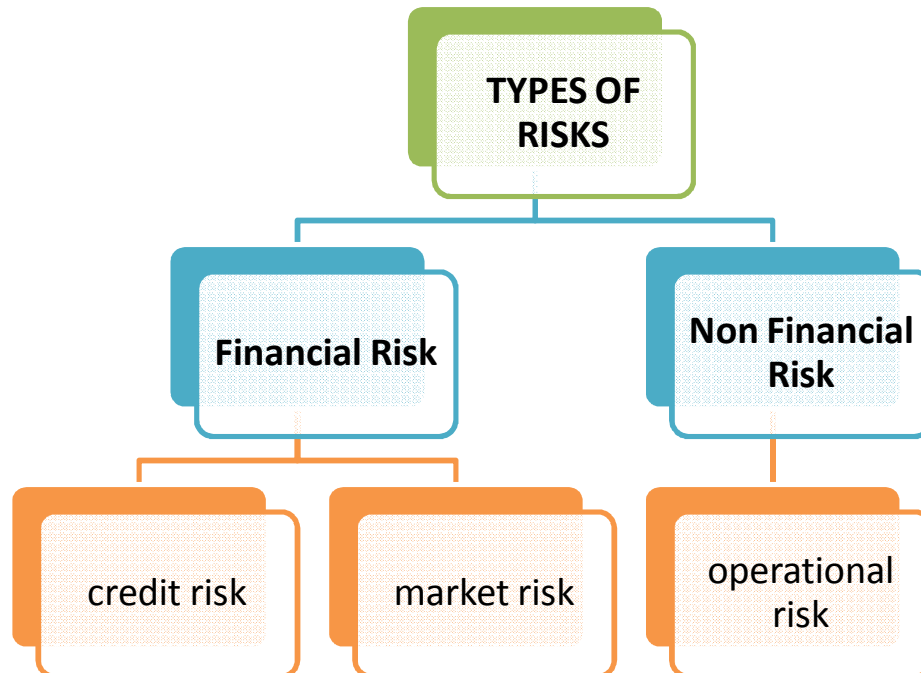 TYPES OF
RISKS
Financial Risk
Non Financial
Risk
credit risk
market risk
operational
risk